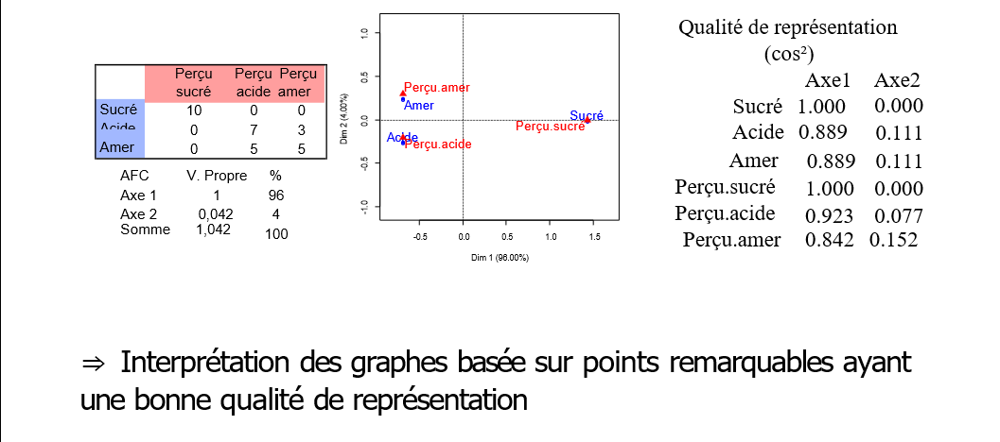 Perçu Perçu Perçu
sucré acide amer
Sucré 10 0 0
Acide 0 7 3
Amer 0 5 5
AFC V. Propre %
Axe 1 1 96
Axe 2 0,042 4
Somme 1,042 100
1.0
0.5
0.0
-0.5
-1.0
Dim 2 (4.00%)
Perçu.amer
Amer
Sucré
Perçu.sucré
Acide
Perçu.acide
-0.5 0.0 0.5 1.0 1.5
Dim 1 (96.00%)
Qualité de représentation
(cos²)
Axe1 Axe2
Sucré 1.000 0.000
Acide 0.889 0.111
Amer 0.889 0.111
Perçu.sucré 1.000 0.000
Perçu.acide 0.923 0.077
Perçu.amer 0.842 0.152
⇒ Interprétation des graphes basée sur points remarquables ayant
une bonne qualité de représentation